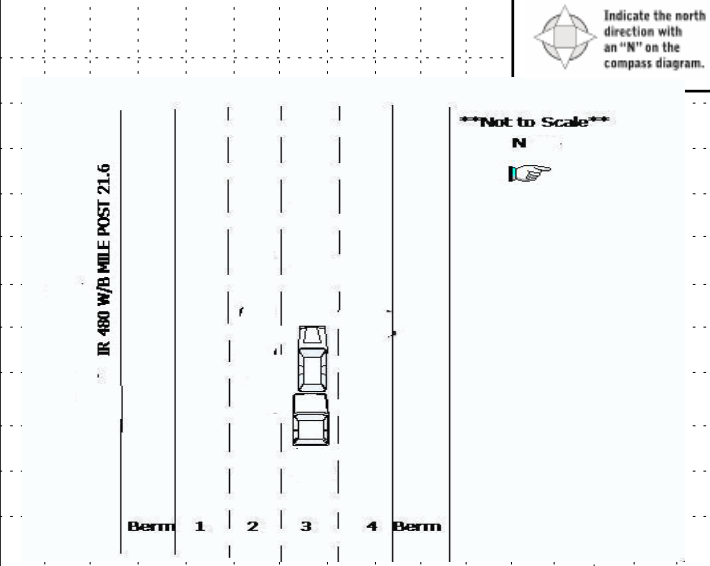 Indicate the north
direction with
an “N” on the
compass diagram.
**Not to Scale**
N
IR 480 W/B MILE POST 21.6
Berm 1 2 3 4 Berm